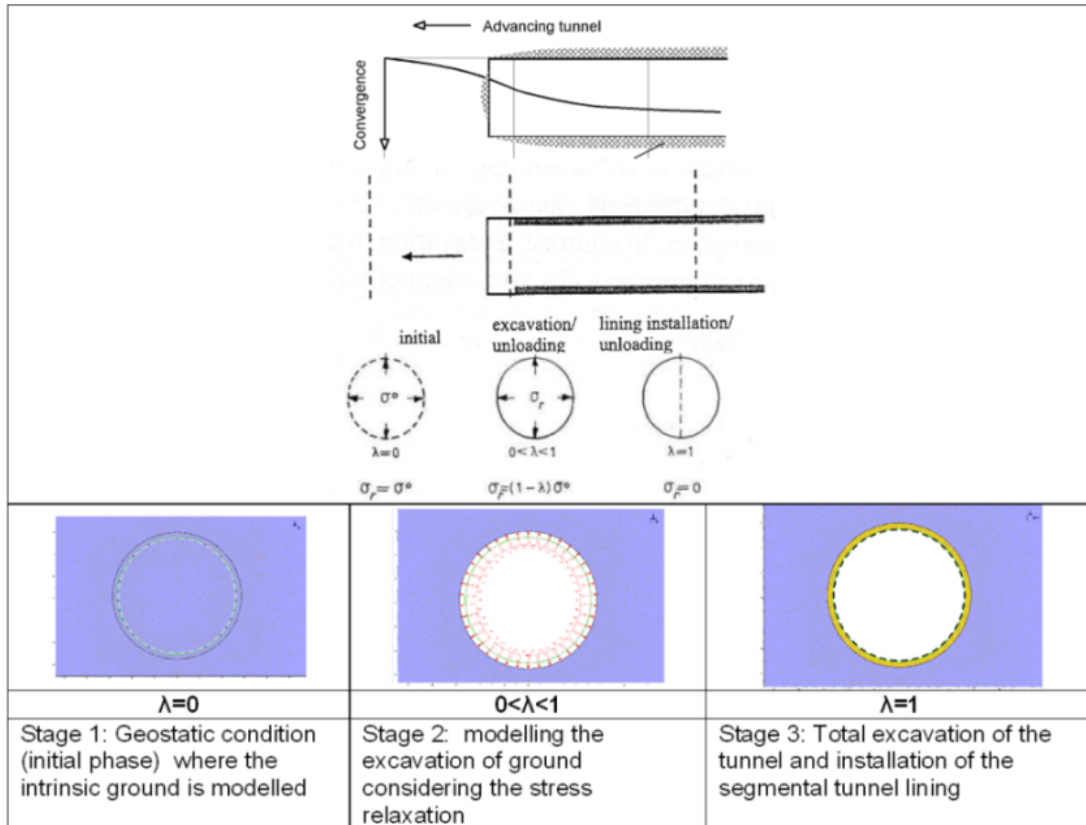 Advancing tunnel
Convergence
initial
excavation/
unloading
lining installation/
unloading
σ°
σr
λ=0
0<λ<1
λ=1
σr=σ°
σr=(1-λ)σ°
σr=0
λ=0
0<λ<1
λ=1
Stage 1: Geostatic condition
(initial phase) where the
intrinsic ground is modelled
Stage 2: modelling the
excavation of ground
considering the stress
relaxation
Stage 3: Total excavation of the
tunnel and installation of the
segmental tunnel lining